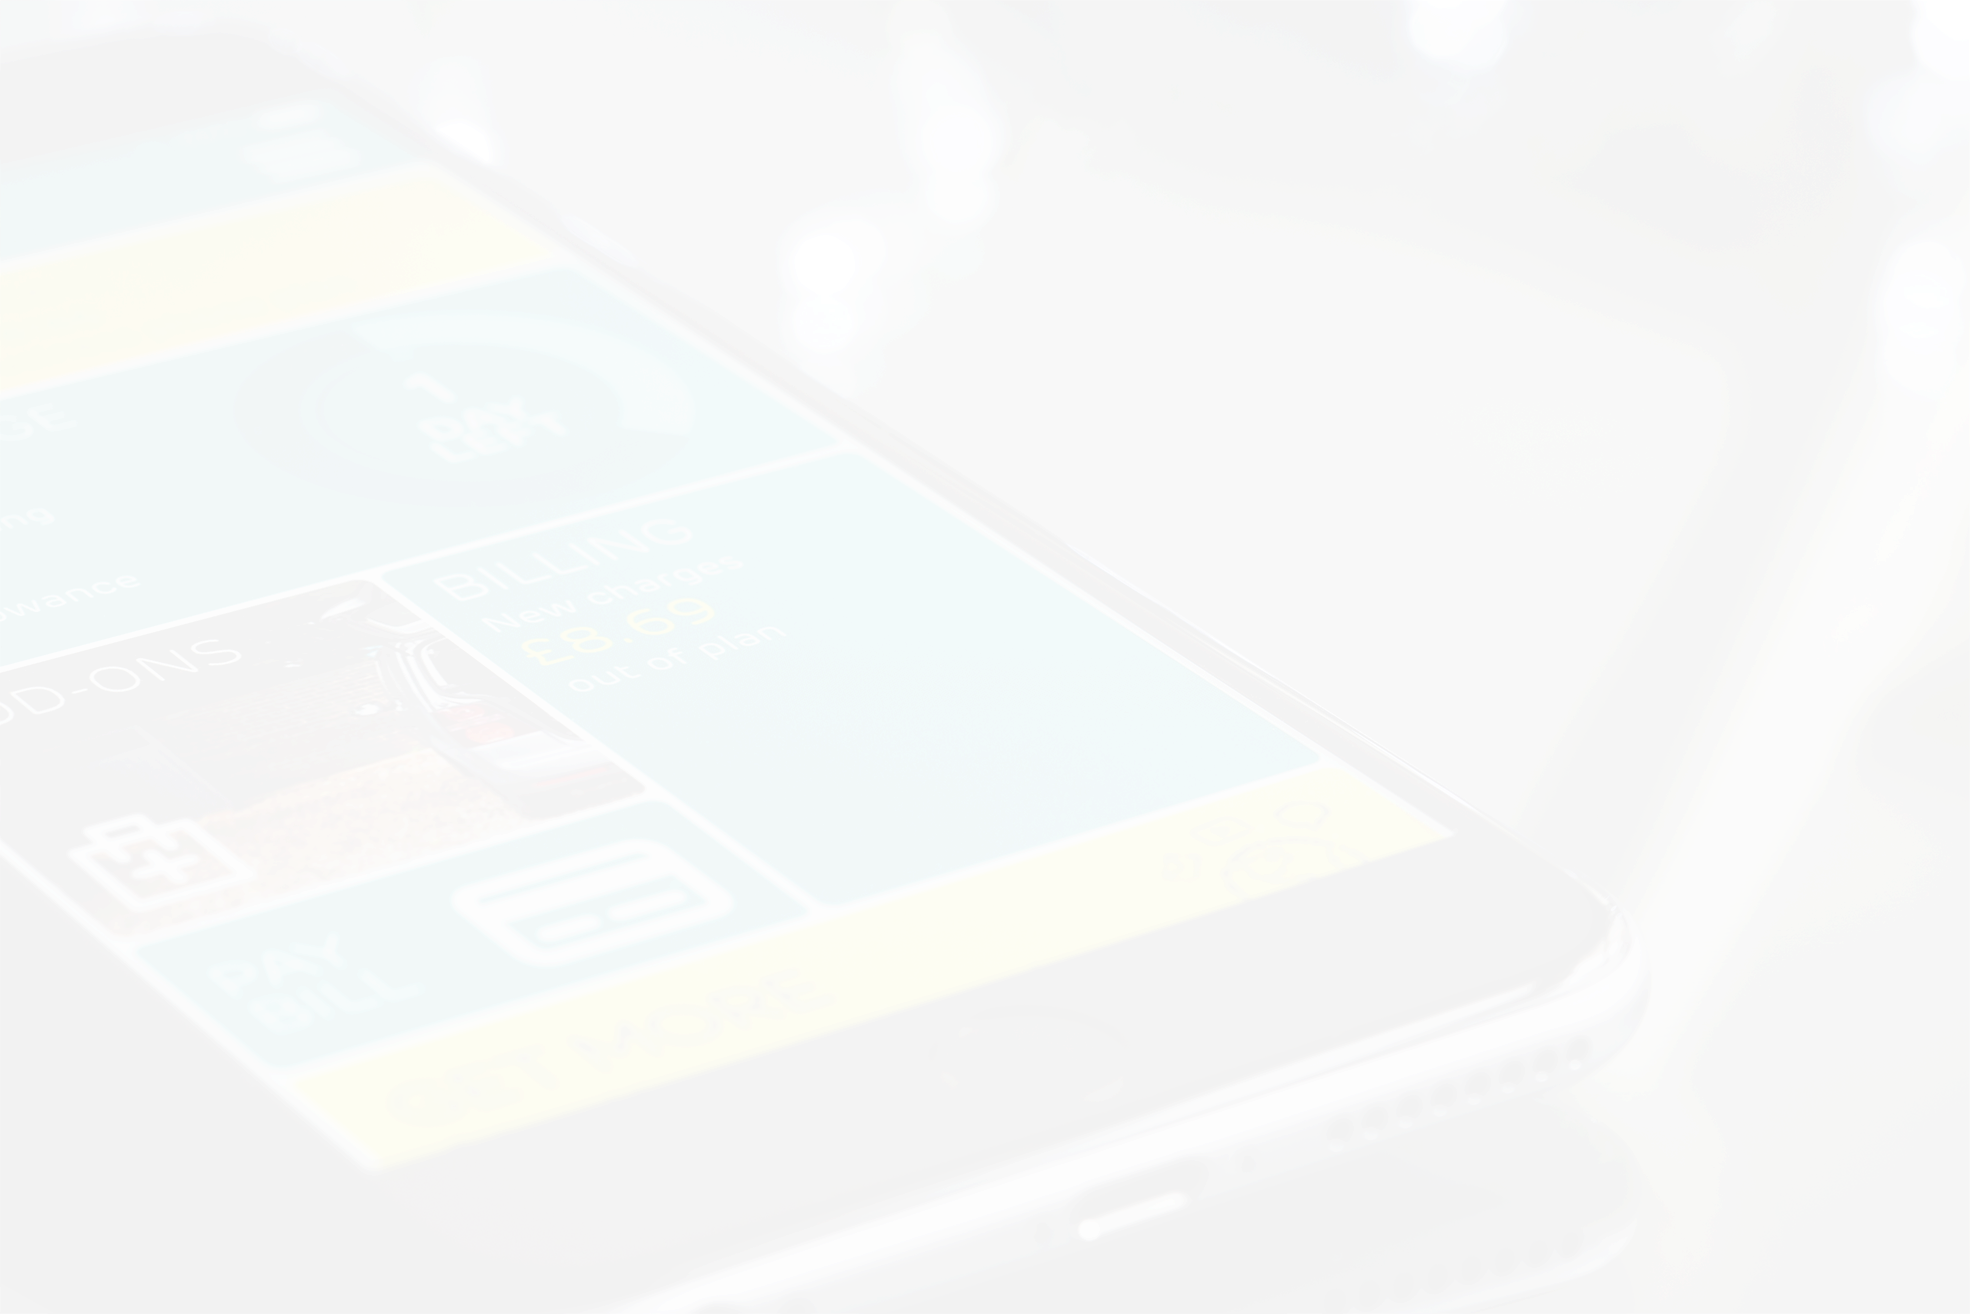 GE
1
DAY
LEFT
ng
owance
DD-ONS
BILLING
New charges
£8.69
out of plan
PAY
BILL
GET MORE